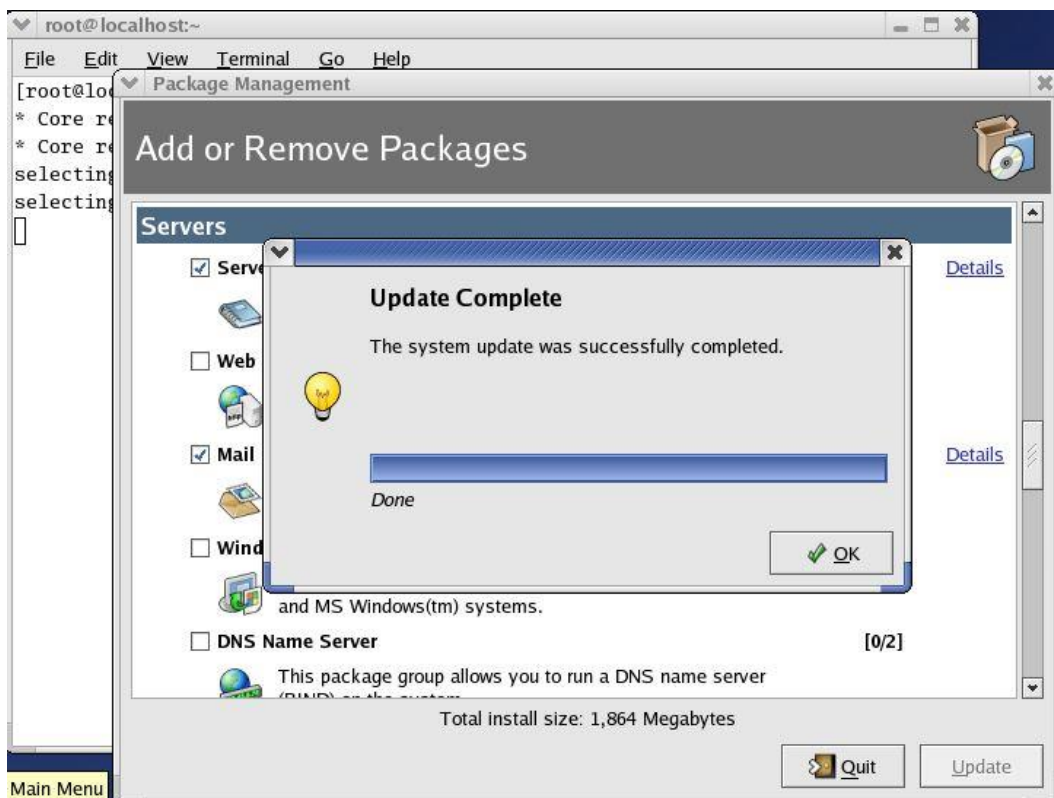 root@localhost:~
File Edit View Terminal Go Help
Package Management
* Core
* Core
selecting
selecting
Add or Remove Packages
Servers
Details
Update Complete
The system update was successfully completed.
Web
Mail
Details
Done
OK
and MS Windows(tm) systems.
DNS Name Server [0/2]
This package group allows you to run a DNS name server
Total install size: 1,864 Megabytes
Quit Update
Main Menu